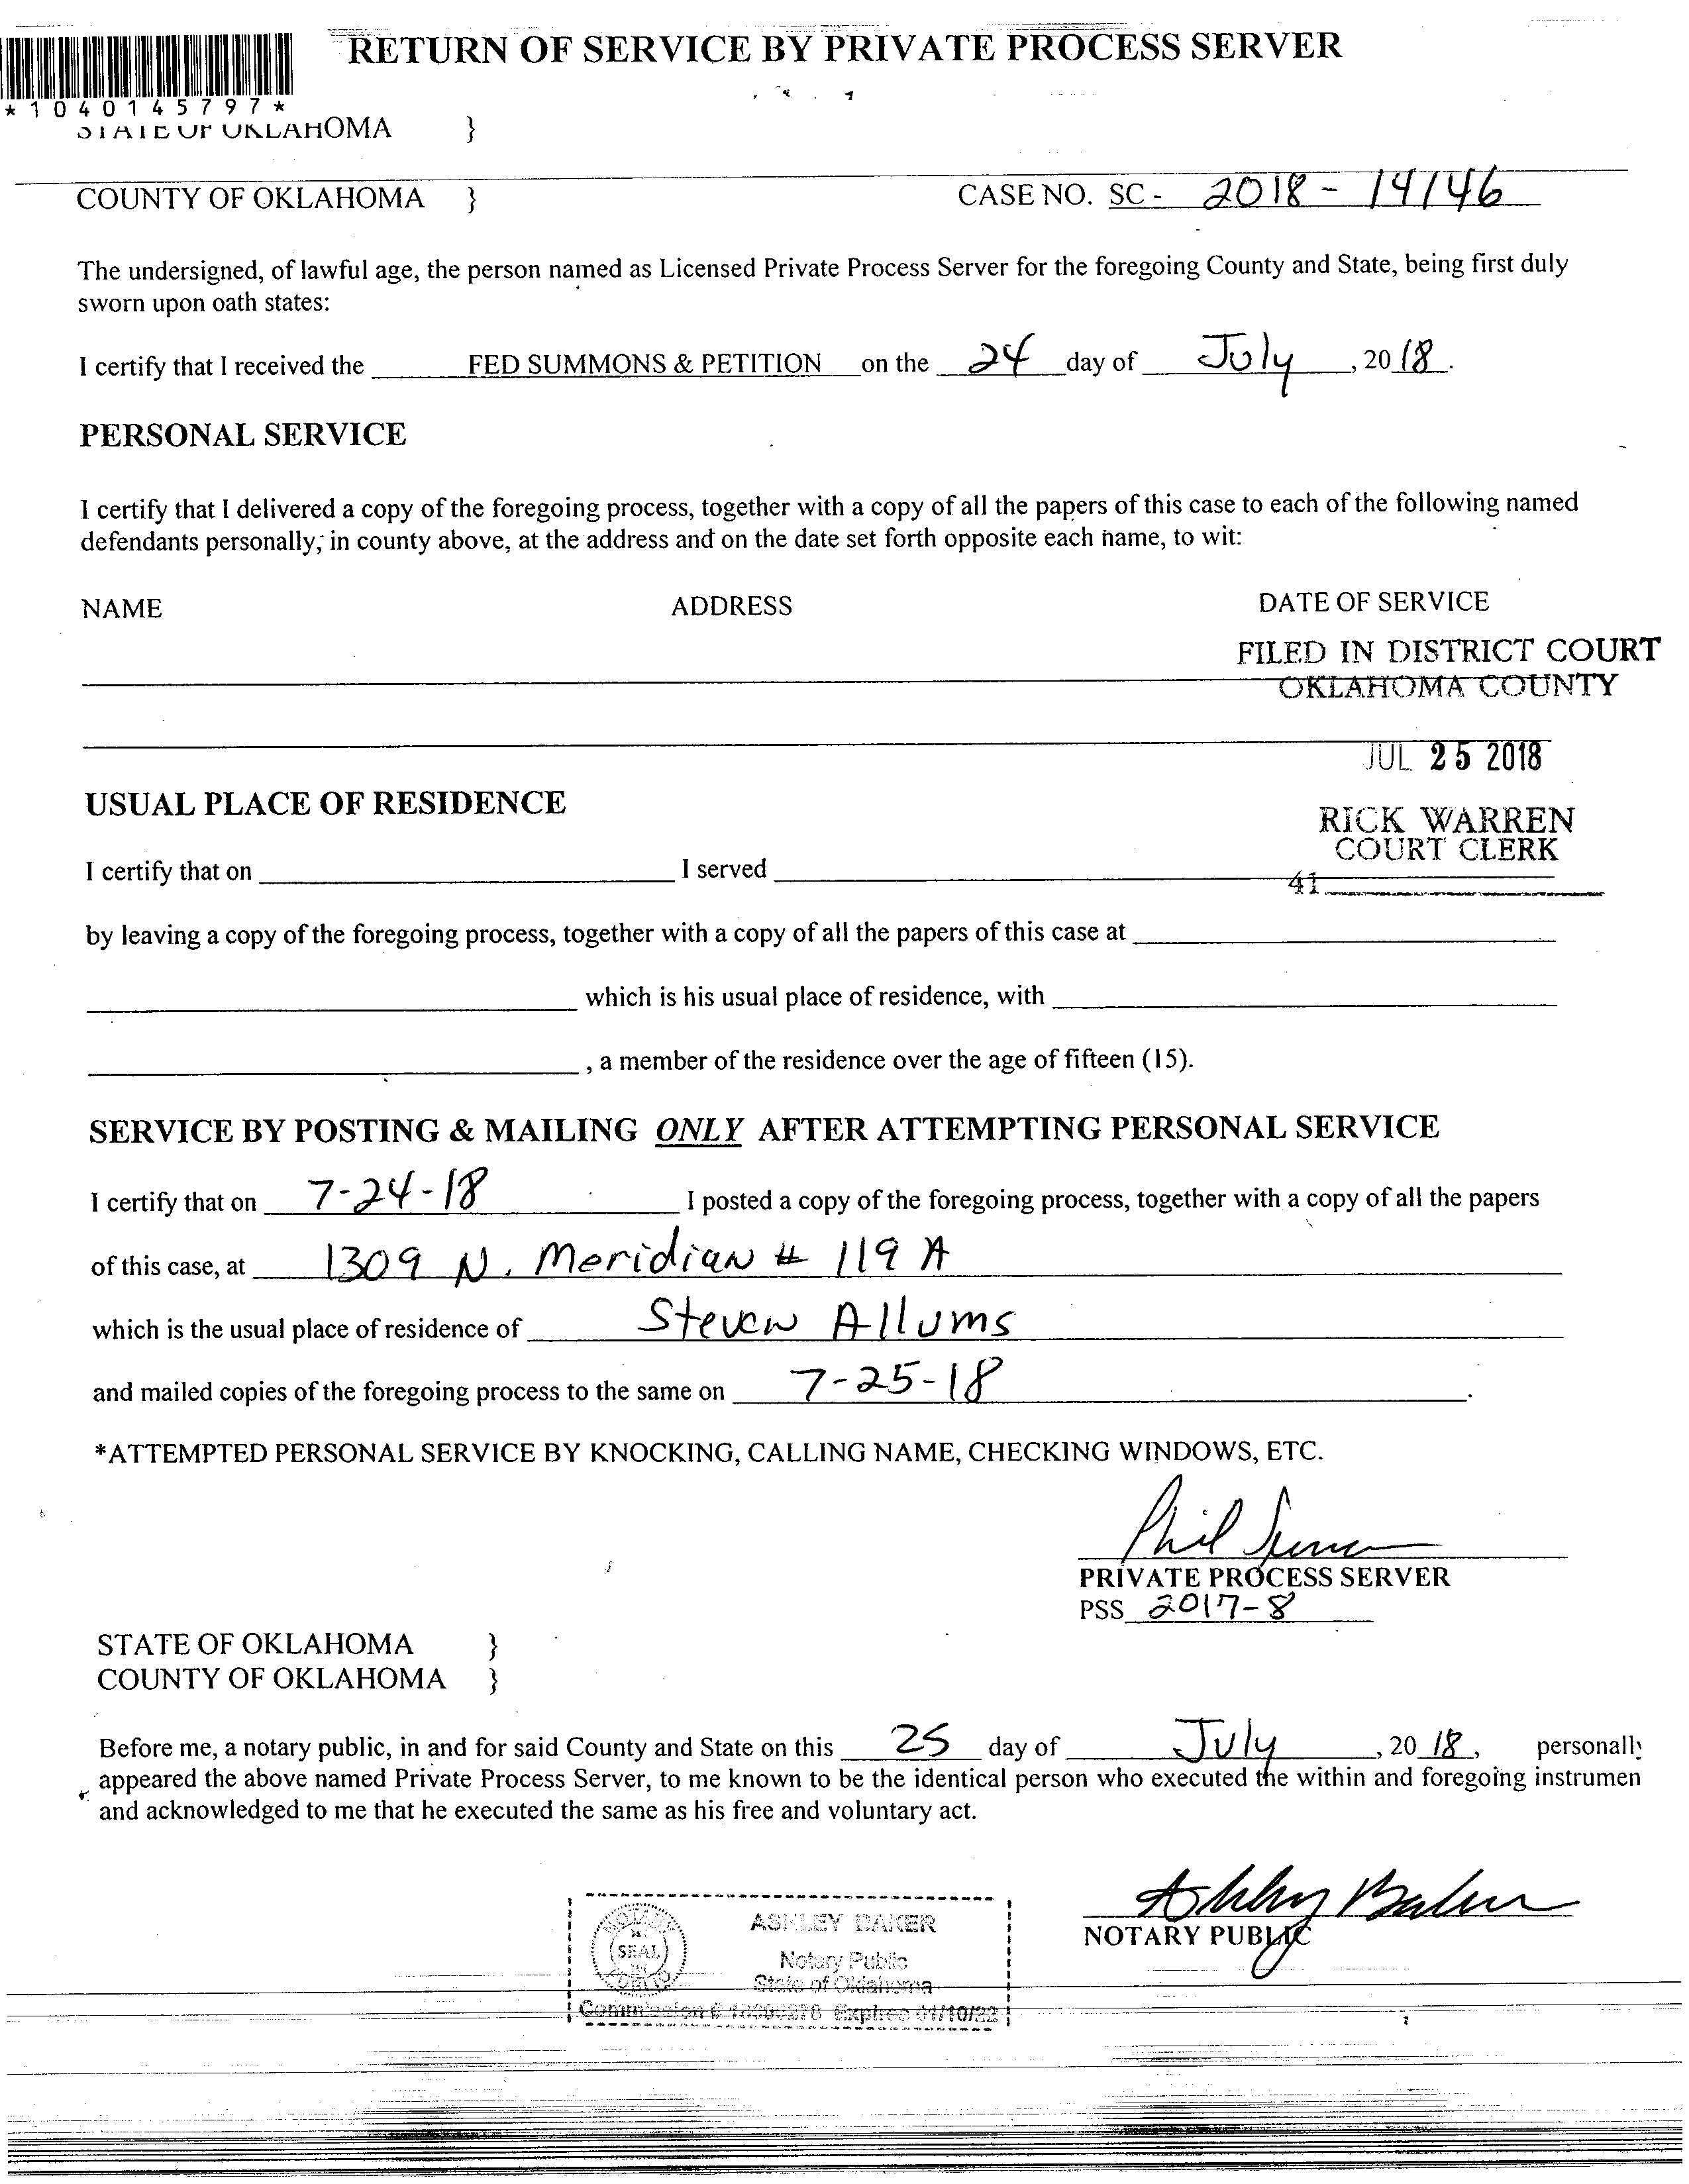 RETURN OF SERVICE BY PRIVATE PROCESS SERVER
*1040145797*
STATE OF OKLAHOMA }
COUNTY OF OKLAHOMA } CASE NO. SC - 2018 - 14146
The undersigned, of lawful age, the person named as Licensed Private Process Server for the foregoing County and State, being first duly
sworn upon oath states:
I certify that I received the FED SUMMONS & PETITION on the 24 day of July , 20 18 .
PERSONAL SERVICE
I certify that I delivered a copy of the foregoing process, together with a copy of all the papers of this case to each of the following named
defendants personally, in county above, at the address and on the date set forth opposite each name, to wit:
NAME ADDRESS DATE OF SERVICE
FILED IN DISTRICT COURT
OKLAHOMA COUNTY
JUL 25 2018
USUAL PLACE OF RESIDENCE
RICK WARREN
COURT CLERK
I certify that on I served
41
by leaving a copy of the foregoing process, together with a copy of all the papers of this case at
which is his usual place of residence, with
, a member of the residence over the age of fifteen (15).
SERVICE BY POSTING & MAILING ONLY AFTER ATTEMPTING PERSONAL SERVICE
I certify that on 7-24-18 I posted a copy of the foregoing process, together with a copy of all the papers
of this case, at 1309 N. Meridian # 119 A
which is the usual place of residence of Steven Allums
and mailed copies of the foregoing process to the same on 7-25-18 .
*ATTEMPTED PERSONAL SERVICE BY KNOCKING, CALLING NAME, CHECKING WINDOWS, ETC.
Phil
PRIVATE PROCESS SERVER
PSS 2017-8
STATE OF OKLAHOMA }
COUNTY OF OKLAHOMA }
Before me, a notary public, in and for said County and State on this 25 day of July , 20 18 , personally
appeared the above named Private Process Server, to me known to be the identical person who executed the within and foregoing instrumen
and acknowledged to me that he executed the same as his free and voluntary act.
Ashley Baker
NOTARY PUBLIC
SEAL
ASHLEY BAKER
Notary Public
State of Oklahoma
Commission # Expires 01/10/22